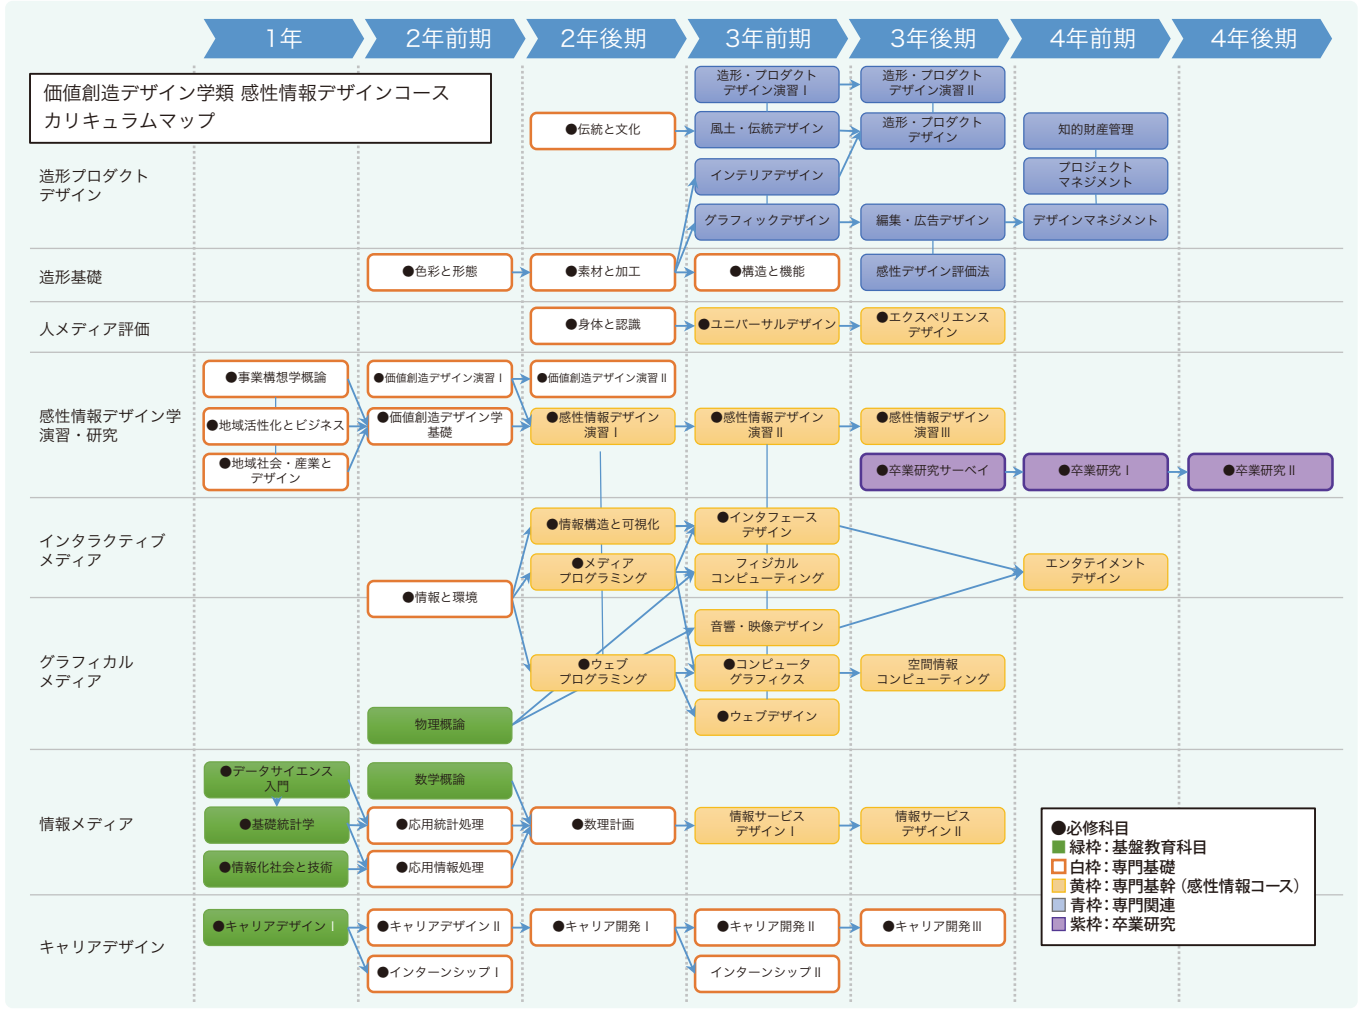 1年
2年前期
2年後期
3年前期
3年後期
4年前期
4年後期
価値創造デザイン学類 感性情報デザインコース
カリキュラムマップ
造形プロダクト
デザイン
●伝統と文化
造形・プロダクト
デザイン演習Ⅰ
造形・プロダクト
デザイン演習Ⅱ
風土・伝統デザイン
造形・プロダクト
デザイン
知的財産管理
インテリアデザイン
プロジェクト
マネジメント
グラフィックデザイン
編集・広告デザイン
デザインマネジメント
造形基礎
●色彩と形態
●素材と加工
●構造と機能
感性デザイン評価法
人メディア評価
●身体と認識
●ユニバーサルデザイン
●エクスペリエンス
デザイン
感性情報デザイン学
演習・研究
●事業構想学概論
●価値創造デザイン演習Ⅰ
●価値創造デザイン演習Ⅱ
●地域活性化とビジネス
●価値創造デザイン学
基礎
●感性情報デザイン
演習Ⅰ
●感性情報デザイン
演習Ⅱ
●感性情報デザイン
演習Ⅲ
●地域社会・産業と
デザイン
●卒業研究サーベイ
●卒業研究Ⅰ
●卒業研究Ⅱ
インタラクティブ
メディア
●情報構造と可視化
●インタフェース
デザイン
●メディア
プログラミング
フィジカル
コンピューティング
エンタテイメント
デザイン
●情報と環境
グラフィカル
メディア
音響・映像デザイン
●ウェブ
プログラミング
●コンピュータ
グラフィクス
空間情報
コンピューティング
●ウェブデザイン
物理概論
情報メディア
●データサイエンス
入門
数学概論
●基礎統計学
●応用統計処理
●数理計画
情報サービス
デザインⅠ
情報サービス
デザインⅡ
●情報化社会と技術
●応用情報処理
キャリアデザイン
●キャリアデザインⅠ
●キャリアデザインⅡ
●キャリア開発Ⅰ
●キャリア開発Ⅱ
●キャリア開発Ⅲ
●インターンシップⅠ
インターンシップⅡ
●必修科目
緑枠：基盤教育科目
白枠：専門基礎
黄枠：専門基幹（感性情報コース）
青枠：専門関連
紫枠：卒業研究